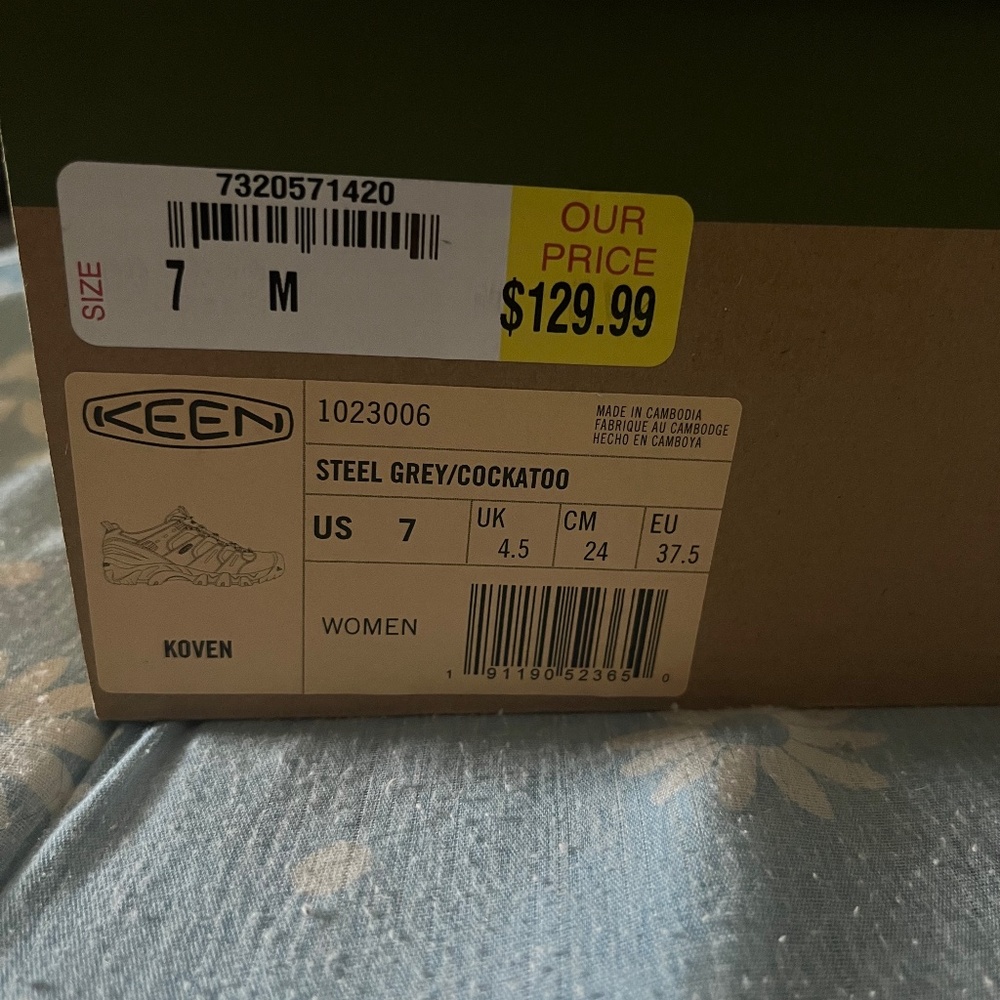 7320571420
SIZE
7 M
OUR
PRICE
$129.99
KEEN
KOVEN
1023006
MADE IN CAMBODIA
FABRIQUE AU CAMBODGE
HECHO EN CAMBOYA
STEEL GREY/COCKATOO
US 7
UK
4.5
CM
24
EU
37.5
WOMEN
1 91190 52365 0